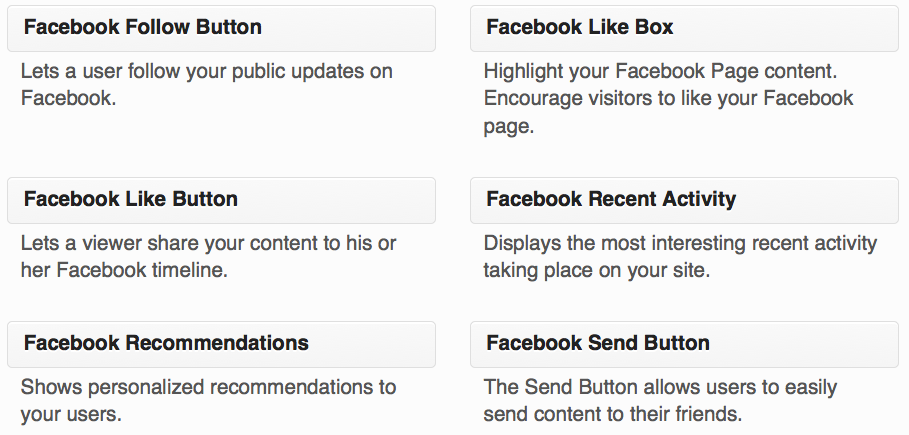 Facebook Follow Button
Lets a user follow your public updates on
Facebook.
Facebook Like Box
Highlight your Facebook Page content.
Encourage visitors to like your Facebook
page.
Facebook Like Button
Lets a viewer share your content to his or
her Facebook timeline.
Facebook Recent Activity
Displays the most interesting recent activity
taking place on your site.
Facebook Recommendations
Shows personalized recommendations to
your users.
Facebook Send Button
The Send Button allows users to easily
send content to their friends.